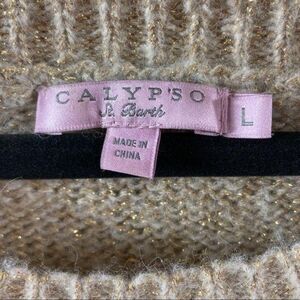 CALYPSO
St. Barth
L
MADE IN
CHINA